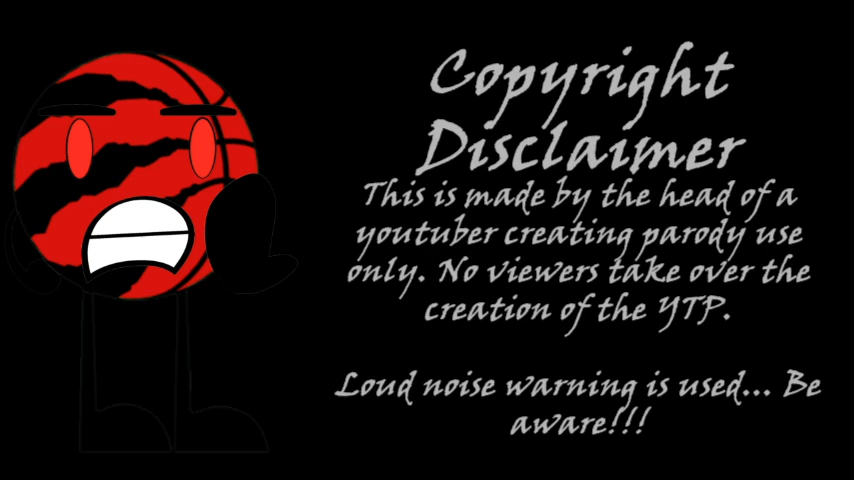 Copyright
Disclaimer
This is made by the head of a
youtuber creating parody use
only. No viewers take over the
creation of the YTP.
Loud noise warning is used... Be
aware!!!